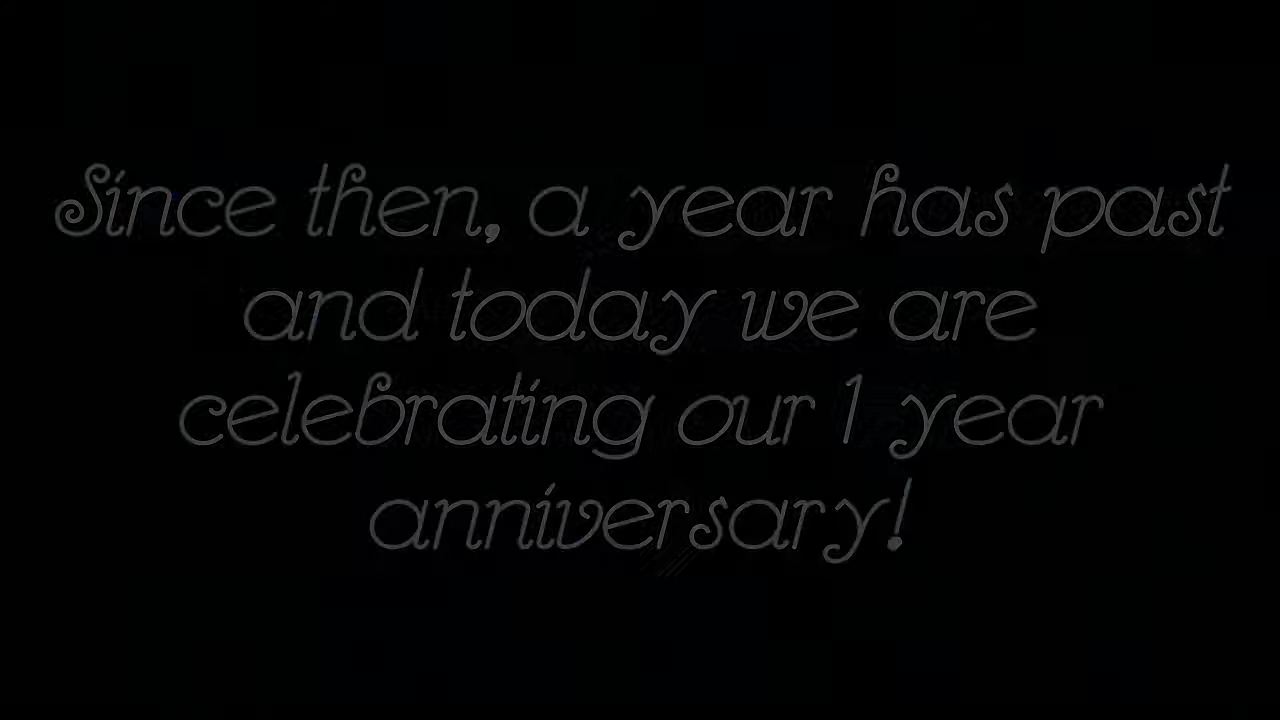 Since then, a year has past
and today we are
celebrating our 1 year
anniversary!